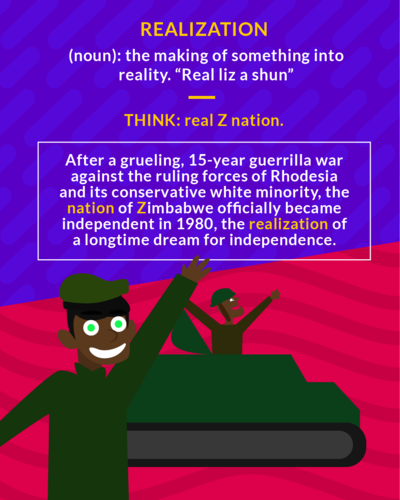 REALIZATION
(noun): the making of something into
reality. “Real liz a shun”
THINK: real Z nation.
After a grueling, 15-year guerrilla war
against the ruling forces of Rhodesia
and its conservative white minority, the
nation of Zimbabwe officially became
independent in 1980, the realization of
a longtime dream for independence.